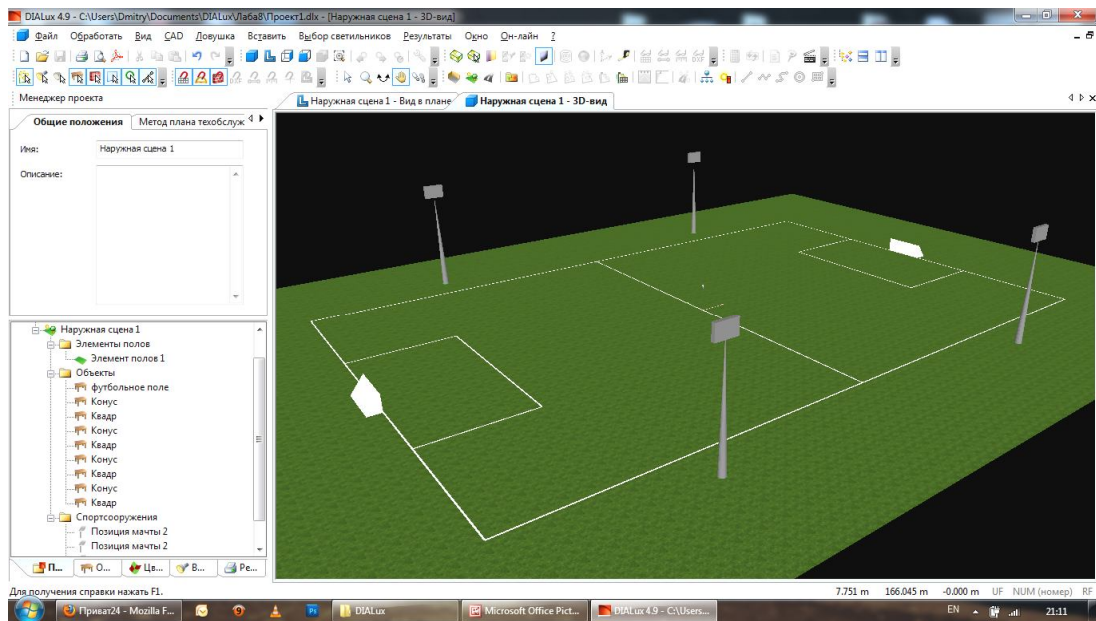 DIALux 4.9 - C:\Users\Dmitry\Documents\DIALux\Лаба8\Проект1.dlx - [Наружная сцена 1 - 3D-вид]
Файл Обработать Вид CAD Ловушка Вставить Выбор светильников Результаты Окно Он-лайн ?
Менеджер проекта
Наружная сцена 1 - Вид в плане Наружная сцена 1 - 3D-вид
Общие положения Метод плана техобслуж
Имя: Наружная сцена 1
Описание:
Наружная сцена 1
Элементы полов
Элемент полов 1
Объекты
футбольное поле
Конус
Квадр
Конус
Квадр
Конус
Квадр
Конус
Квадр
Спортсооружения
Позиция мачты 2
Позиция мачты 2
П... О... Цв... В... Ре...
Для получения справки нажать F1.
7.751 m 166.045 m -0.000 m UF NUM (номер) RF
Приват24 - Mozilla F... Ps DIALux Microsoft Office Pict... DIALux 4.9 - C:\Users... EN 21:11